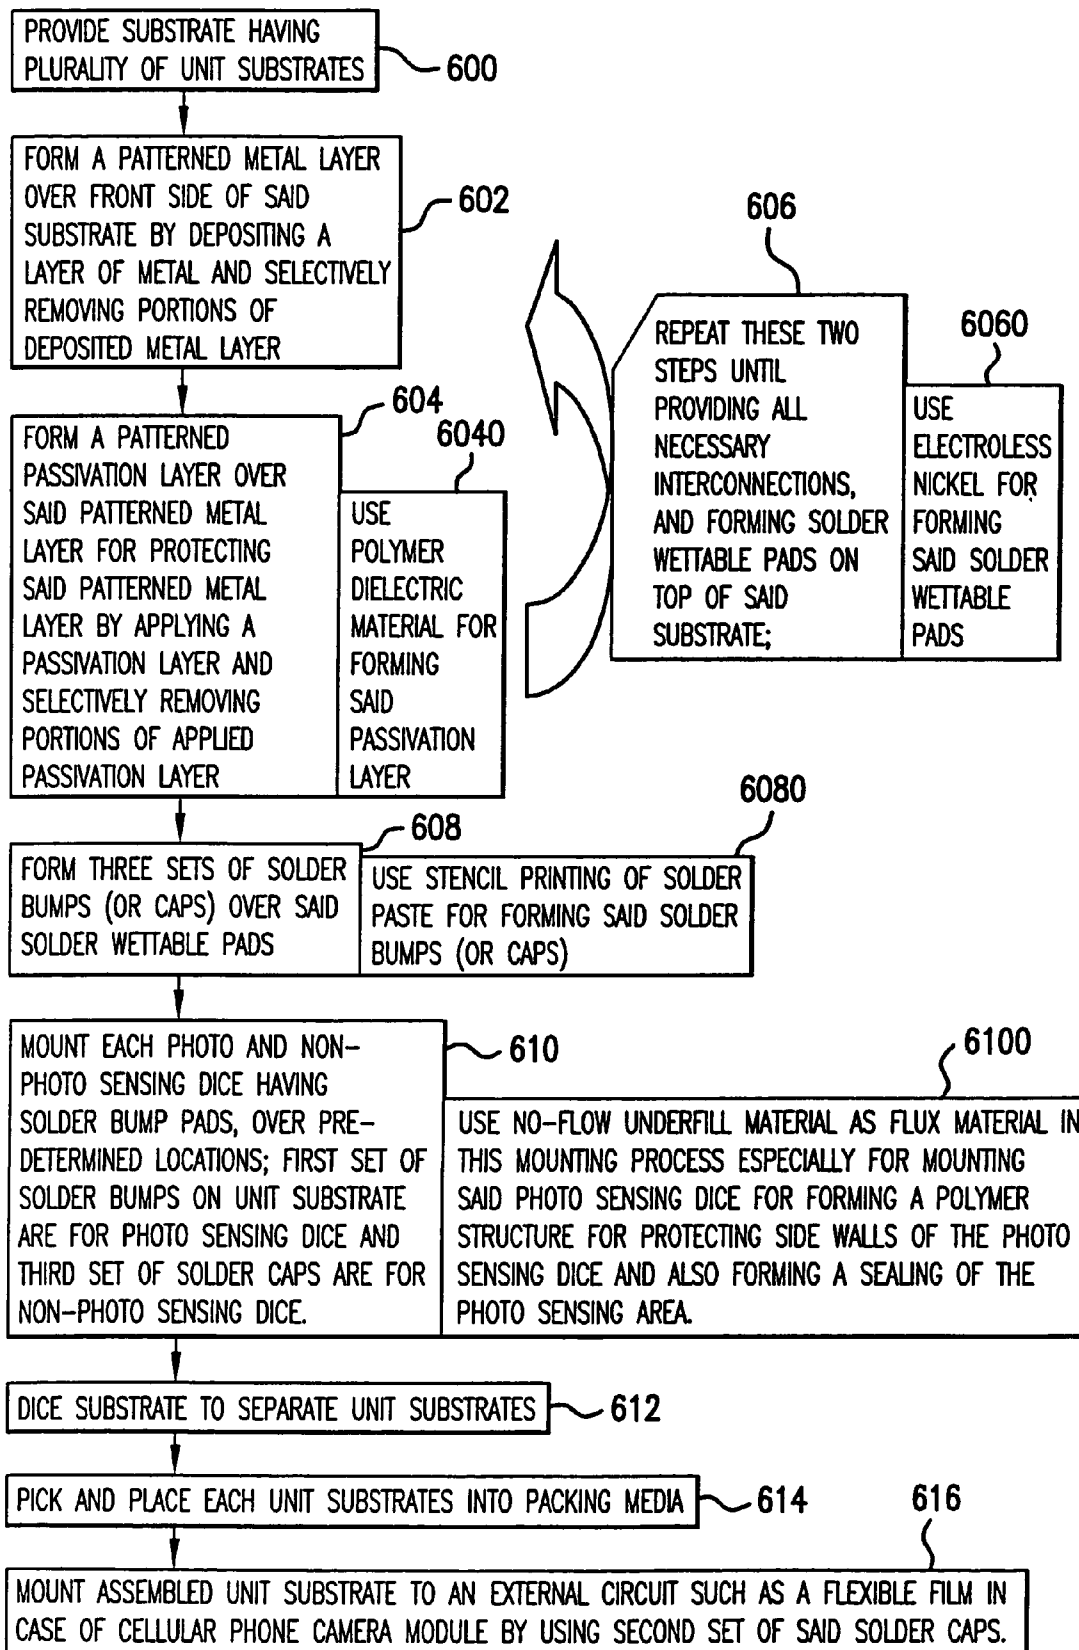 PROVIDE SUBSTRATE HAVING
PLURALITY OF UNIT SUBSTRATES
600
FORM A PATTERNED METAL LAYER
OVER FRONT SIDE OF SAID
SUBSTRATE BY DEPOSITING A
LAYER OF METAL AND SELECTIVELY
REMOVING PORTIONS OF
DEPOSITED METAL LAYER
602
604
FORM A PATTERNED
PASSIVATION LAYER OVER
SAID PATTERNED METAL
LAYER FOR PROTECTING
SAID PATTERNED METAL
LAYER BY APPLYING A
PASSIVATION LAYER AND
SELECTIVELY REMOVING
PORTIONS OF APPLIED
PASSIVATION LAYER
6040
USE
POLYMER
DIELECTRIC
MATERIAL FOR
FORMING
SAID
PASSIVATION
LAYER
606
REPEAT THESE TWO
STEPS UNTIL
PROVIDING ALL
NECESSARY
INTERCONNECTIONS,
AND FORMING SOLDER
WETTABLE PADS ON
TOP OF SAID
SUBSTRATE;
6060
USE
ELECTROLESS
NICKEL FOR
FORMING
SAID SOLDER
WETTABLE
PADS
608
FORM THREE SETS OF SOLDER
BUMPS (OR CAPS) OVER SAID
SOLDER WETTABLE PADS
6080
USE STENCIL PRINTING OF SOLDER
PASTE FOR FORMING SAID SOLDER
BUMPS (OR CAPS)
610
MOUNT EACH PHOTO AND NON-
PHOTO SENSING DICE HAVING
SOLDER BUMP PADS, OVER PRE-
DETERMINED LOCATIONS; FIRST SET OF
SOLDER BUMPS ON UNIT SUBSTRATE
ARE FOR PHOTO SENSING DICE AND
THIRD SET OF SOLDER CAPS ARE FOR
NON-PHOTO SENSING DICE.
6100
USE NO-FLOW UNDERFILL MATERIAL AS FLUX MATERIAL IN
THIS MOUNTING PROCESS ESPECIALLY FOR MOUNTING
SAID PHOTO SENSING DICE FOR FORMING A POLYMER
STRUCTURE FOR PROTECTING SIDE WALLS OF THE PHOTO
SENSING DICE AND ALSO FORMING A SEALING OF THE
PHOTO SENSING AREA.
DICE SUBSTRATE TO SEPARATE UNIT SUBSTRATES
612
PICK AND PLACE EACH UNIT SUBSTRATES INTO PACKING MEDIA
614
616
MOUNT ASSEMBLED UNIT SUBSTRATE TO AN EXTERNAL CIRCUIT SUCH AS A FLEXIBLE FILM IN
CASE OF CELLULAR PHONE CAMERA MODULE BY USING SECOND SET OF SAID SOLDER CAPS.